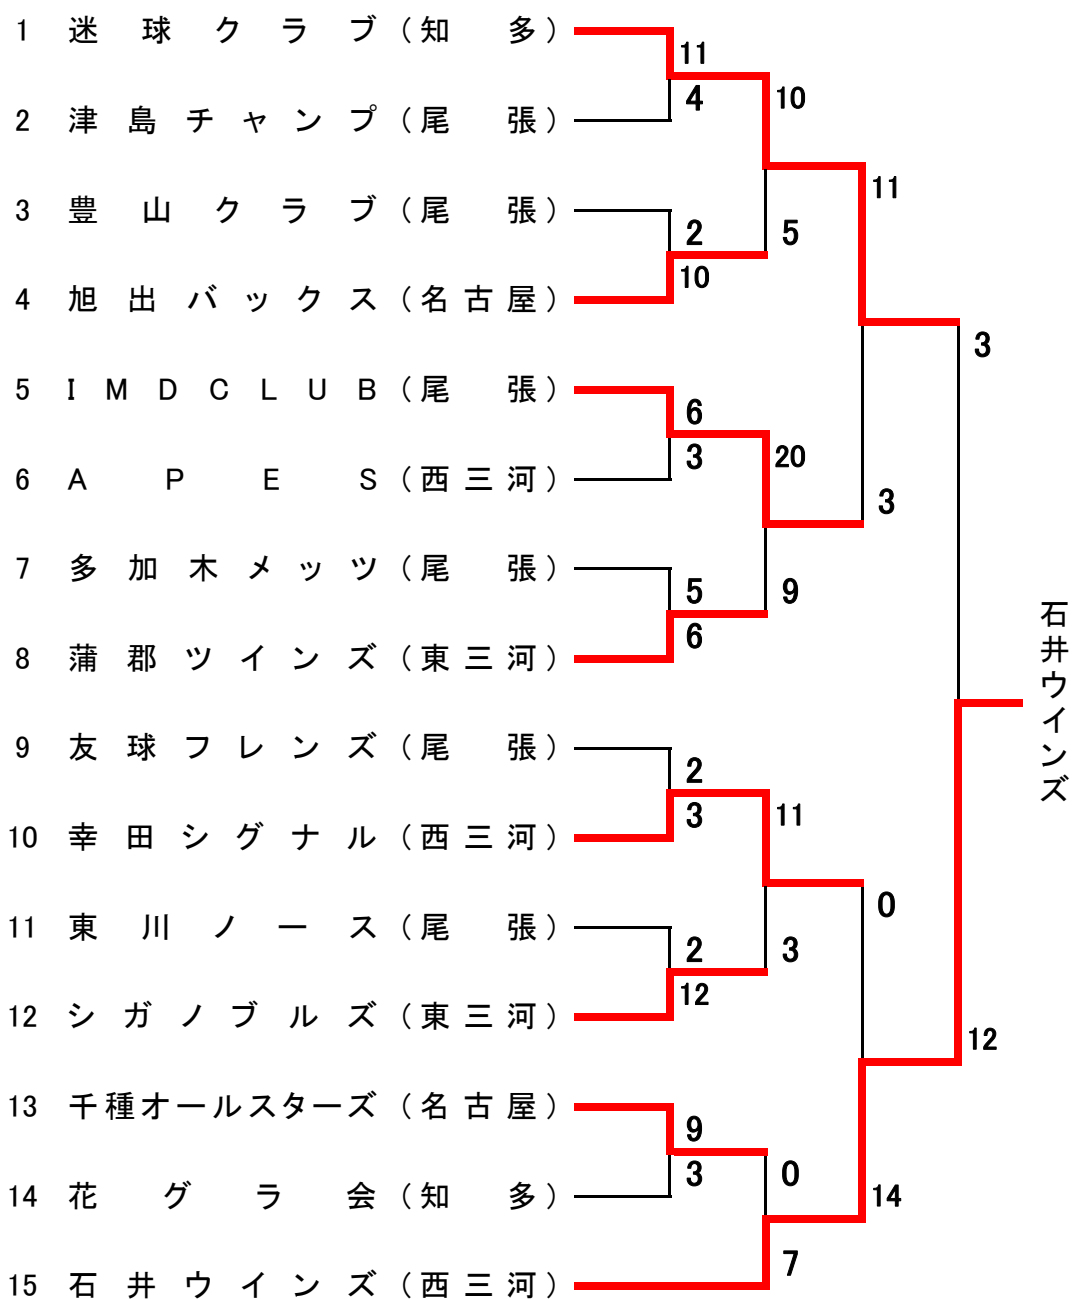 1 迷球クラブ（知多）
11
4
10
2 津島チャンプ（尾張）
11
3 豊山クラブ（尾張）
2
5
10
4 旭出バックス（名古屋）
3
5 IMDCLUB（尾張）
6
3
20
6 APES（西三河）
3
7 多加木メッツ（尾張）
5
9
6
8 蒲郡ツインズ（東三河）
石井ウインズ
9 友球フレンズ（尾張）
2
3
11
10 幸田シグナル（西三河）
0
11 東川ノース（尾張）
2
3
12
12 シガノブルズ（東三河）
12
13 千種オールスターズ（名古屋）
9
3
0
14 花グラ会（知多）
14
7
15 石井ウインズ（西三河）